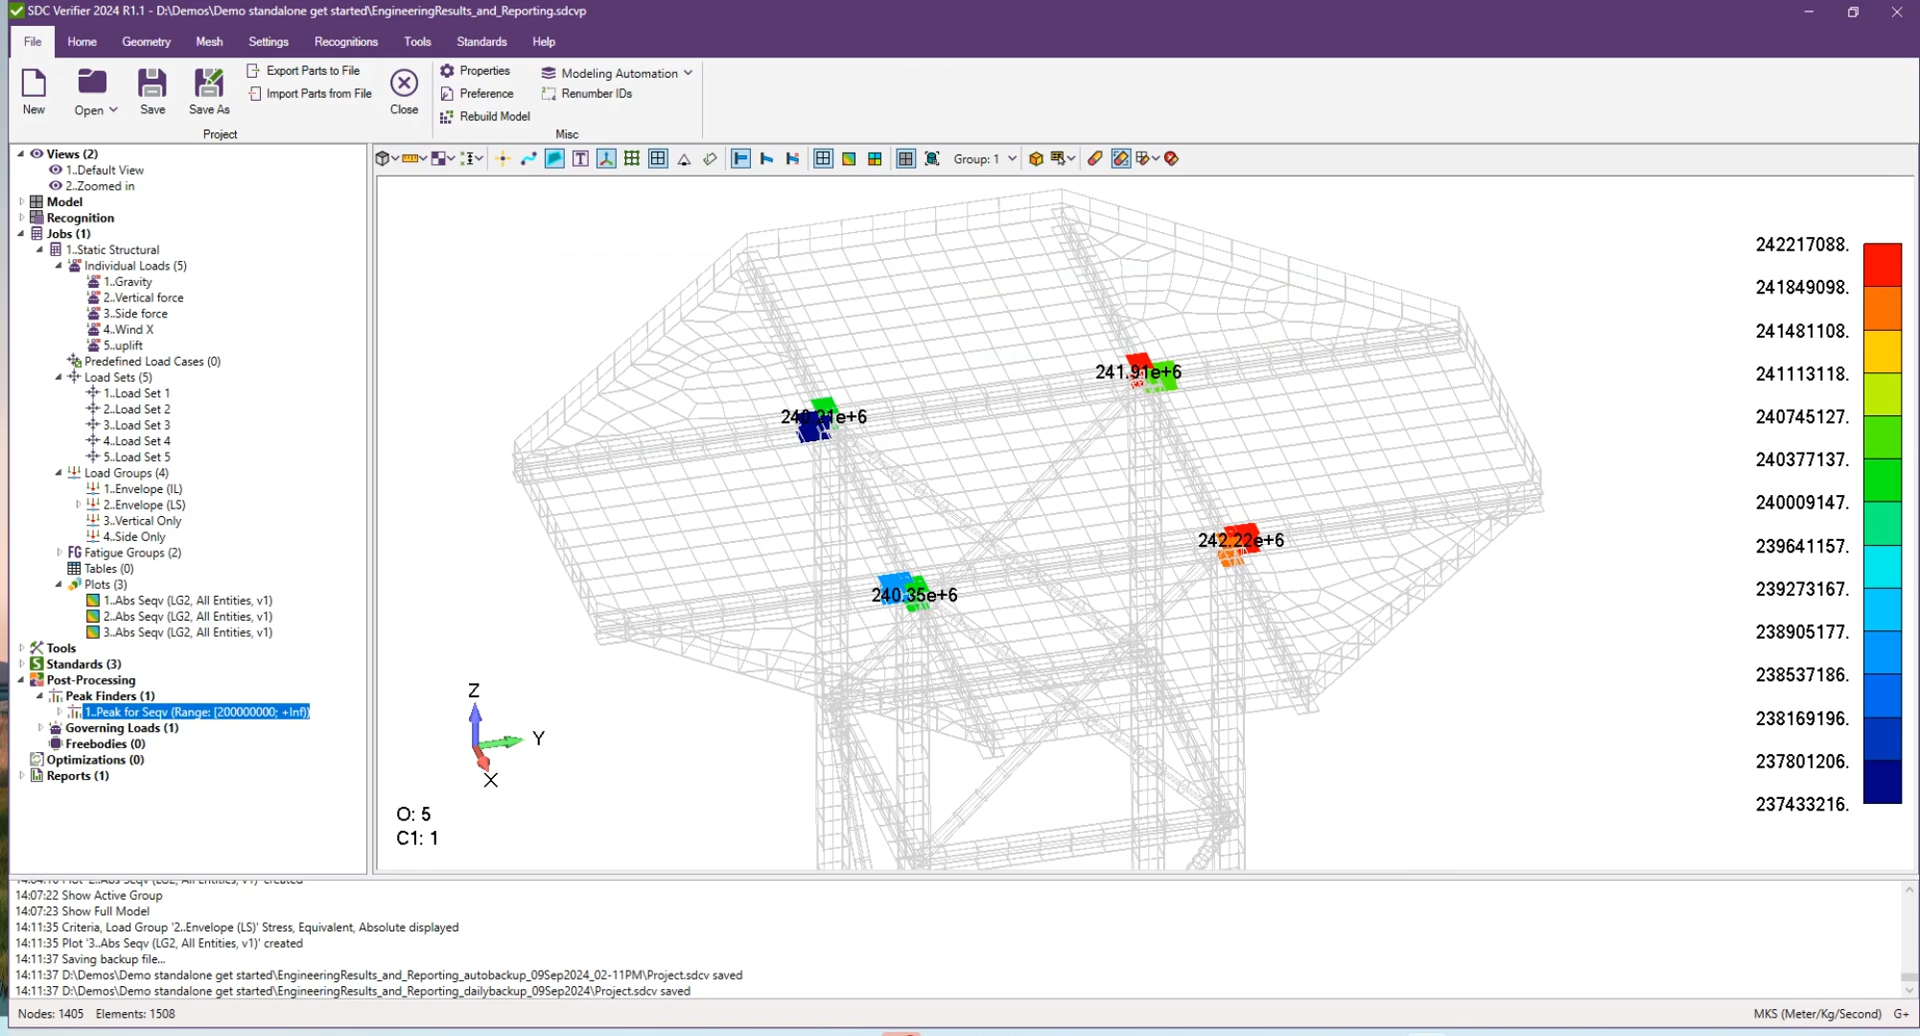 SDC Verifier 2024 R1.1 - D:\Demos\Demo standalone get started\EngineeringResults_and_Reporting.sdcvp
File Home Geometry Mesh Settings Recognitions Tools Standards Help
New
Open
Save
Save As
Export Parts to File
Import Parts from File
Close
Project
Properties
Preference
Rebuild Model
Modeling Automation
Renumber IDs
Misc
Views (2)
1..Default View
2..Zoomed in
Model
Recognition
Jobs (1)
1..Static Structural
Individual Loads (5)
1..Gravity
2..Vertical force
3..Side force
4..Wind X
5..uplift
Predefined Load Cases (0)
Load Sets (5)
1..Load Set 1
2..Load Set 2
3..Load Set 3
4..Load Set 4
5..Load Set 5
Load Groups (4)
1..Envelope (IL)
2..Envelope (LS)
3..Vertical Only
4..Side Only
FG Fatigue Groups (2)
Tables (0)
Plots (3)
1..Abs Seqv (LG2, All Entities, v1)
2..Abs Seqv (LG2, All Entities, v1)
3..Abs Seqv (LG2, All Entities, v1)
Tools
S Standards (3)
Post-Processing
Peak Finders (1)
1..Peak for Seqv (Range: [200000000; +Inf))
Governing Loads (1)
Freebodies (0)
Optimizations (0)
Reports (1)
T
Group: 1
241.91e+6
240.21e+6
242.22e+6
240.35e+6
Z
Y
X
O: 5
C1: 1
242217088.
241849098.
241481108.
241113118.
240745127.
240377137.
240009147.
239641157.
239273167.
238905177.
238537186.
238169196.
237801206.
237433216.
14:07:22 Show Active Group
14:07:23 Show Full Model
14:11:35 Criteria, Load Group '2..Envelope (LS)' Stress, Equivalent, Absolute displayed
14:11:35 Plot '3..Abs Seqv (LG2, All Entities, v1)' created
14:11:37 Saving backup file...
14:11:37 D:\Demos\Demo standalone get started\EngineeringResults_and_Reporting_autobackup_09Sep2024_02-11PM\Project.sdcv saved
14:11:37 D:\Demos\Demo standalone get started\EngineeringResults_and_Reporting_dailybackup_09Sep2024\Project.sdcv saved
Nodes: 1405 Elements: 1508
MKS (Meter/Kg/Second) G+